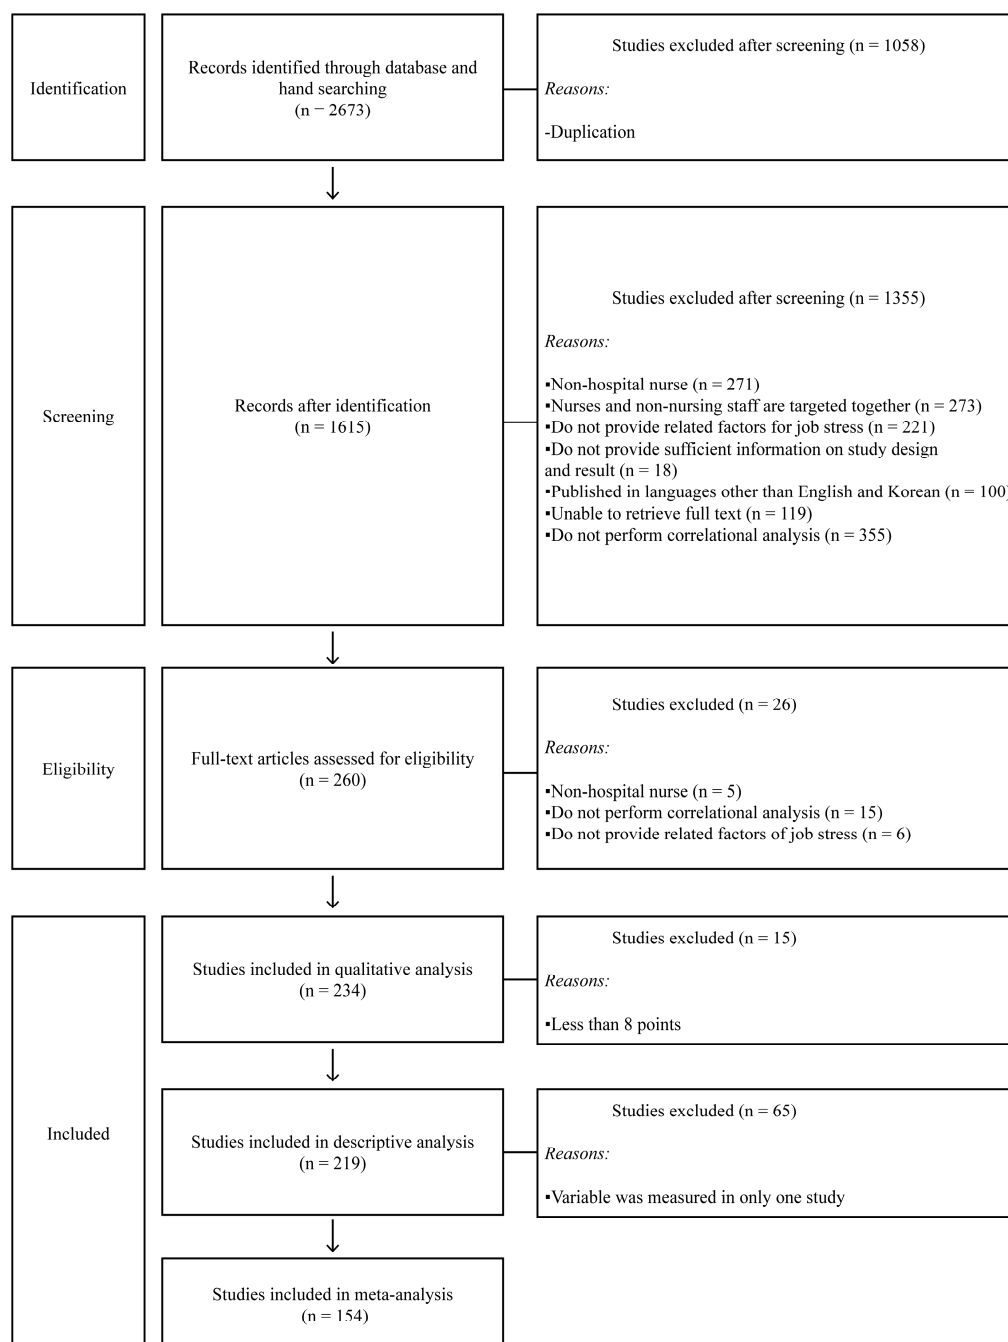 Identification
Records identified through database and
hand searching
(n = 2673)
Studies excluded after screening (n = 1058)
Reasons:
-Duplication
Screening
Records after identification
(n = 1615)
Studies excluded after screening (n = 1355)
Reasons:
▪Non-hospital nurse (n = 271)
▪Nurses and non-nursing staff are targeted together (n = 273)
▪Do not provide related factors for job stress (n = 221)
▪Do not provide sufficient information on study design
and result (n = 18)
▪Published in languages other than English and Korean (n = 100)
▪Unable to retrieve full text (n = 119)
▪Do not perform correlational analysis (n = 355)
Eligibility
Full-text articles assessed for eligibility
(n = 260)
Studies excluded (n = 26)
Reasons:
▪Non-hospital nurse (n = 5)
▪Do not perform correlational analysis (n = 15)
▪Do not provide related factors of job stress (n = 6)
Included
Studies included in qualitative analysis
(n = 234)
Studies excluded (n = 15)
Reasons:
▪Less than 8 points
Studies included in descriptive analysis
(n = 219)
Studies excluded (n = 65)
Reasons:
▪Variable was measured in only one study
Studies included in meta-analysis
(n = 154)